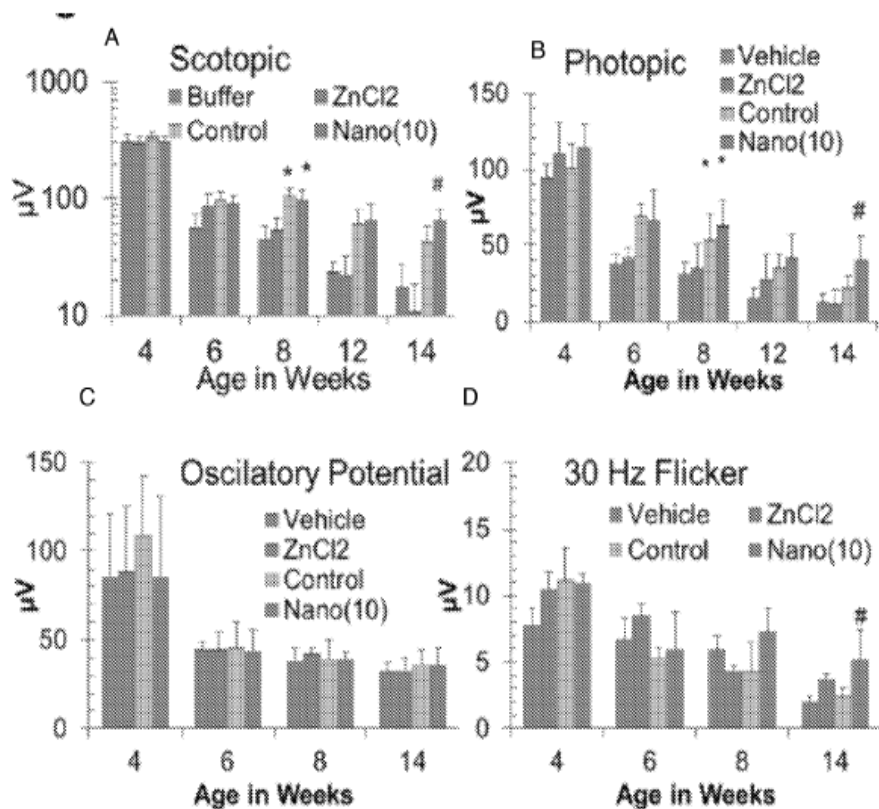 A
Scotopic
Buffer ZnCl2
Control Nano(10)
1000
100
10
µV
* *
#
4 6 8 12 14
Age in Weeks
B
Photopic
Vehicle
ZnCl2
Control
Nano(10)
150
100
50
0
µV
* *
#
4 6 8 12 14
Age in Weeks
C
Oscilatory Potential
Vehicle
ZnCl2
Control
Nano(10)
150
100
50
0
µV
4 6 8 14
Age in Weeks
D
30 Hz Flicker
Vehicle ZnCl2
Control Nano(10)
20
15
10
5
0
µV
#
4 6 8 14
Age in Weeks